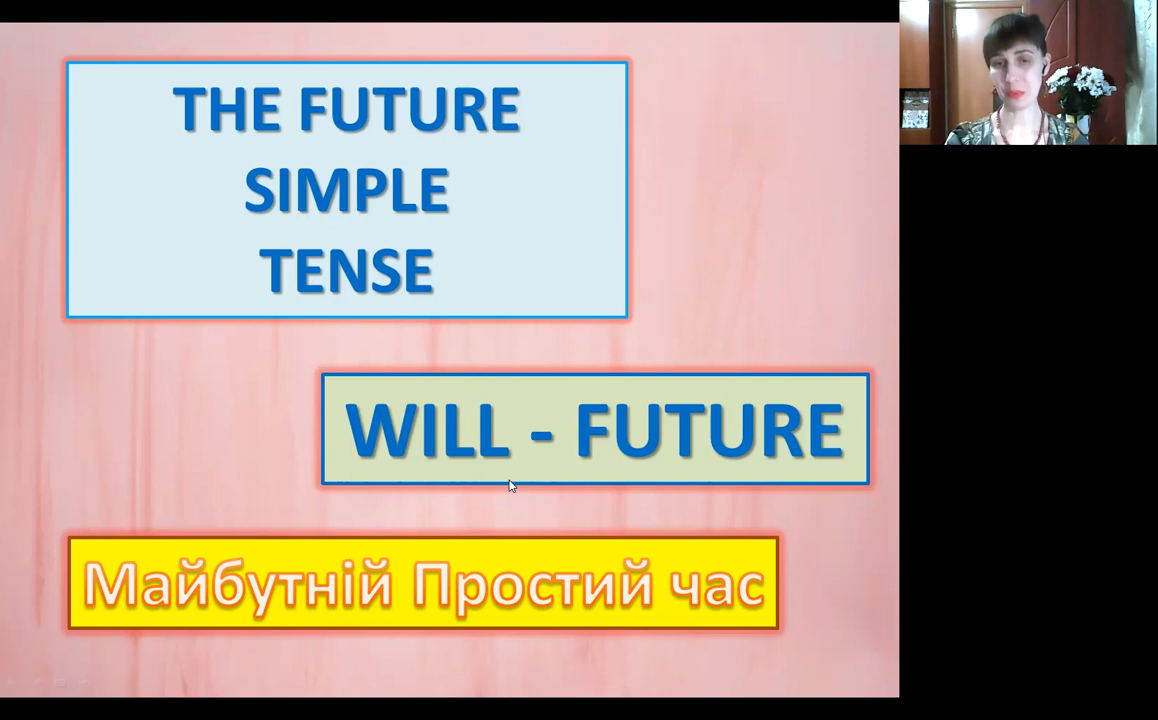 THE FUTURE
SIMPLE
TENSE
WILL - FUTURE
Майбутній Простий час